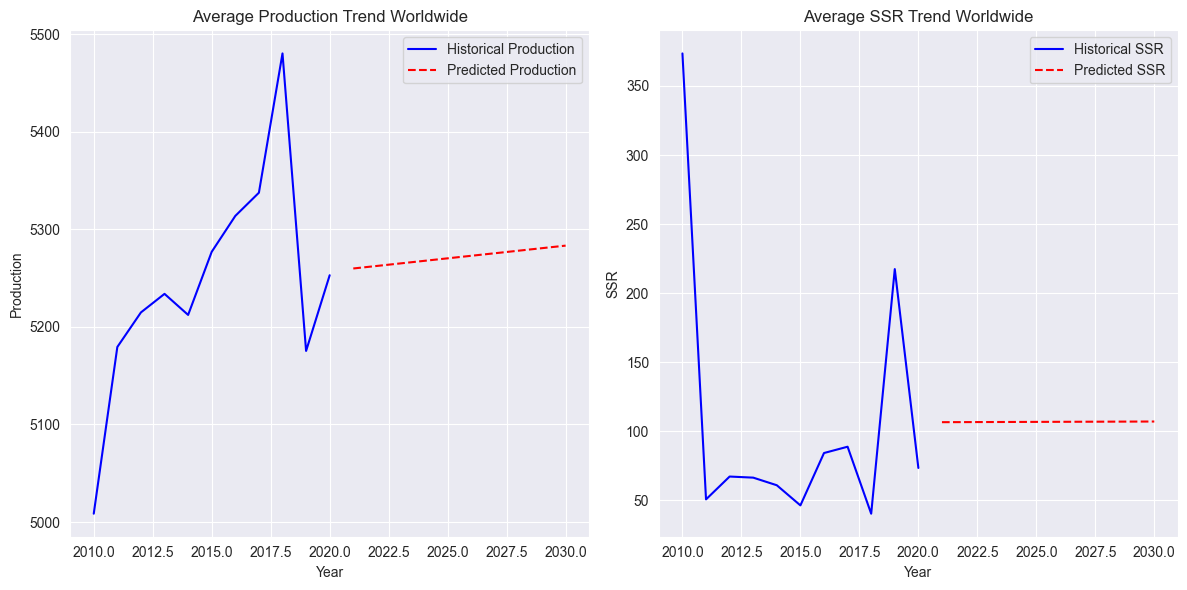 Average Production Trend Worldwide
Historical Production
Predicted Production
5500
5400
5300
5200
5100
5000
Production
2010.0 2012.5 2015.0 2017.5 2020.0 2022.5 2025.0 2027.5 2030.0
Year
Average SSR Trend Worldwide
Historical SSR
Predicted SSR
350
300
250
200
150
100
50
SSR
2010.0 2012.5 2015.0 2017.5 2020.0 2022.5 2025.0 2027.5 2030.0
Year